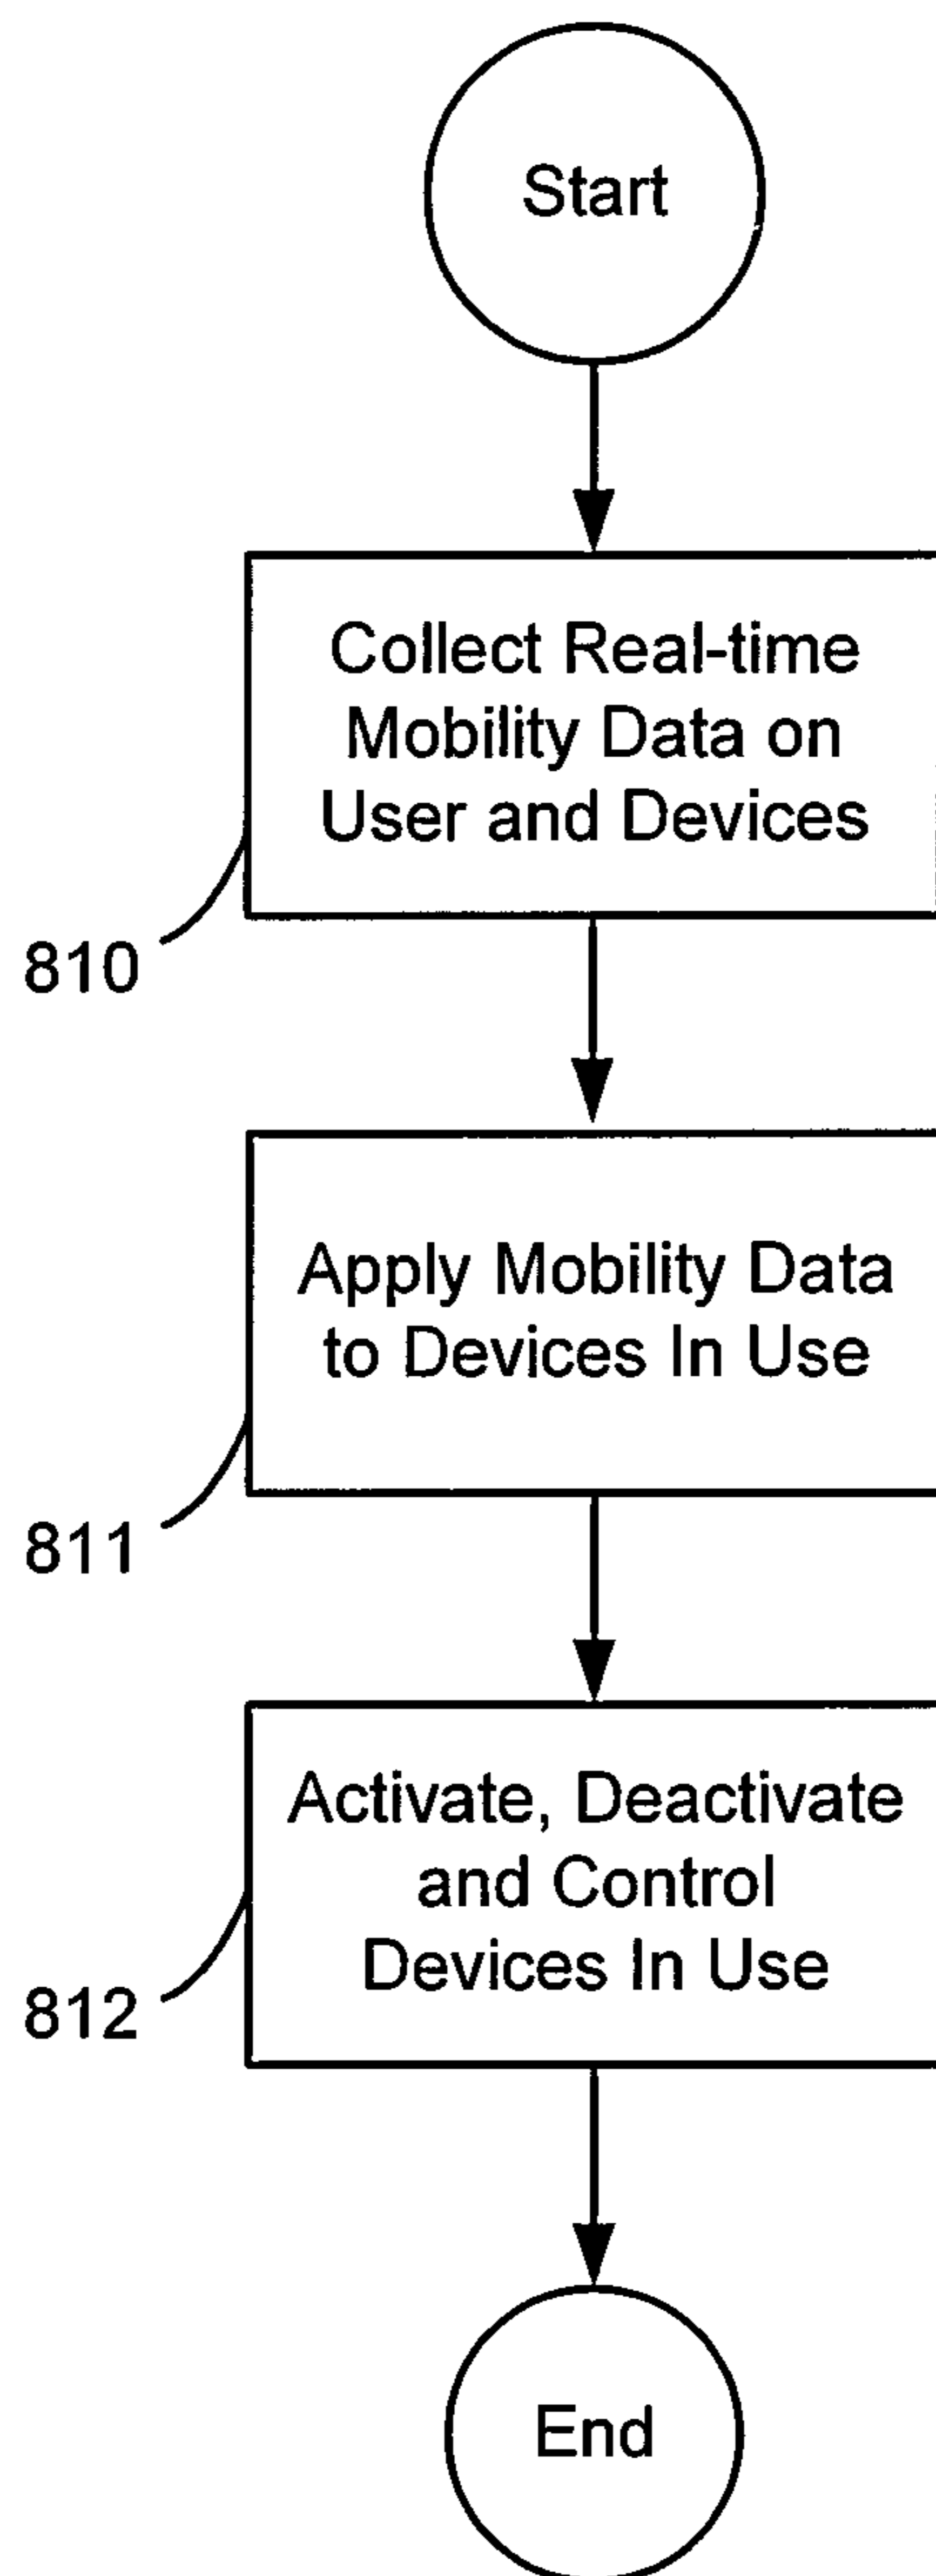 Start
Collect Real-time
Mobility Data on
User and Devices
810
Apply Mobility Data
to Devices In Use
811
Activate, Deactivate
and Control
Devices In Use
812
End